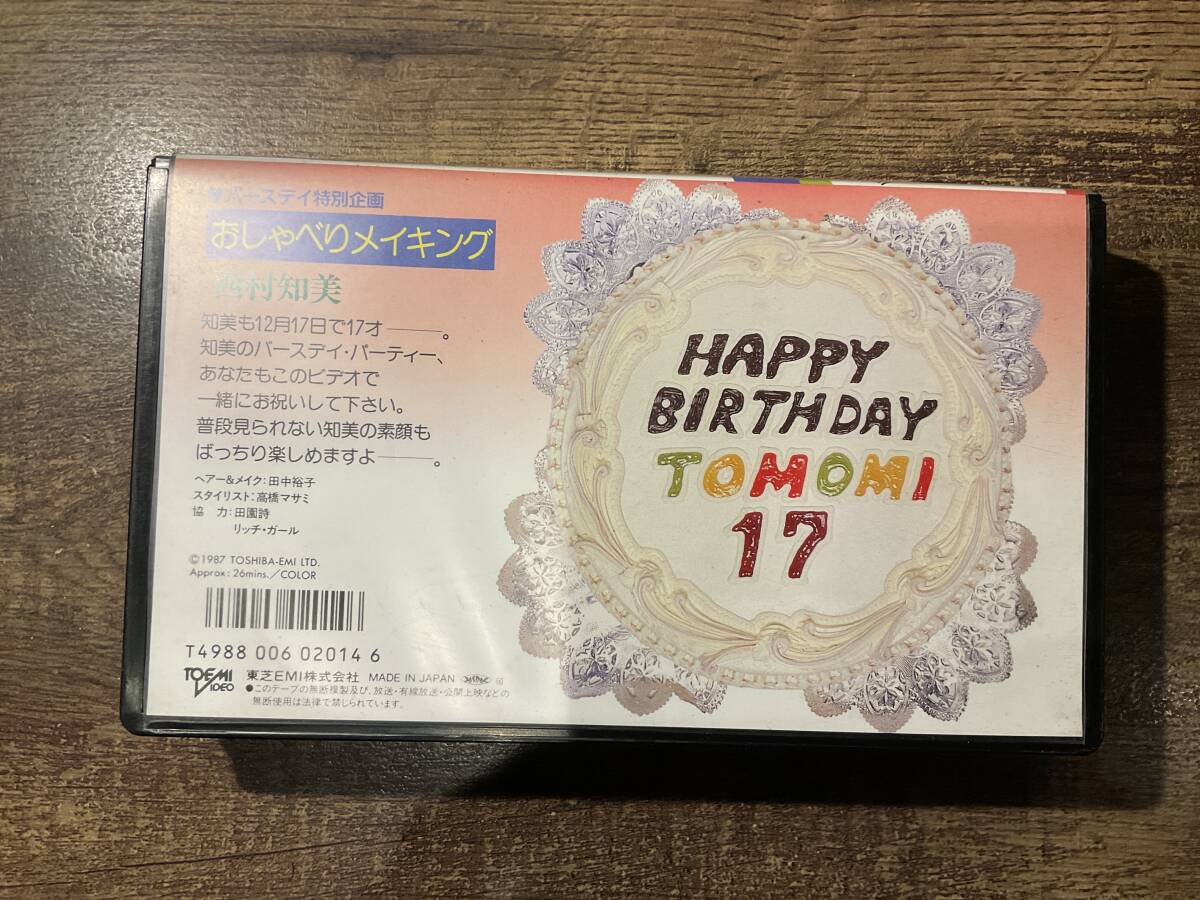 ♥バースデイ特別企画
おしゃべりメイキング
西村知美
知美も12月17日で17才——。
知美のバースデイ・パーティー、
あなたもこのビデオで
一緒にお祝いして下さい。
普段見られない知美の素顔も
ばっちり楽しめますよ——。
ヘアー&メイク:田中裕子
スタイリスト:高橋マサミ
協　力:田園詩
リッチ・ガール
©1987 TOSHIBA-EMI LTD.
Approx: 26mins./COLOR
T4988 006 02014 6
TOEMI VIDEO
東芝EMI株式会社 MADE IN JAPAN
●このテープの無断複製及び、放送・有線放送・公開上映などの
無断使用は法律で禁じられています。
HAPPY
BIRTHDAY
TOMOMI
17